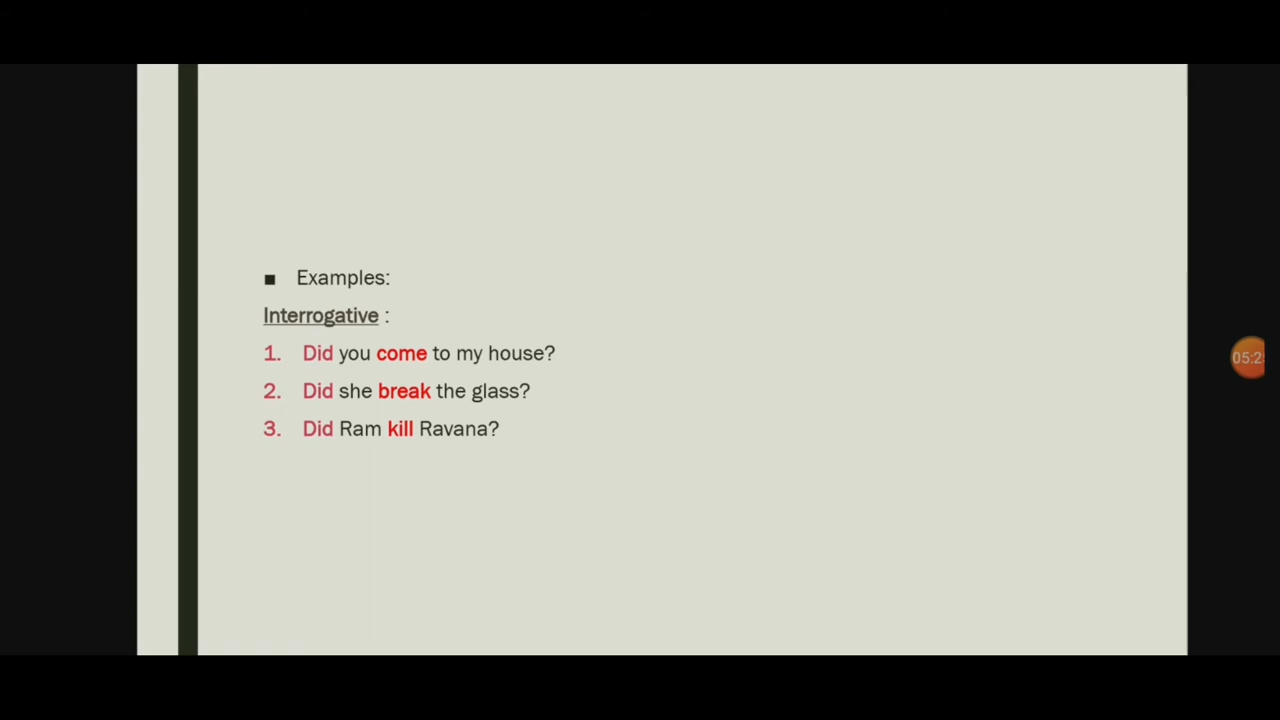 ■ Examples:
Interrogative :
1. Did you come to my house?
2. Did she break the glass?
3. Did Ram kill Ravana?